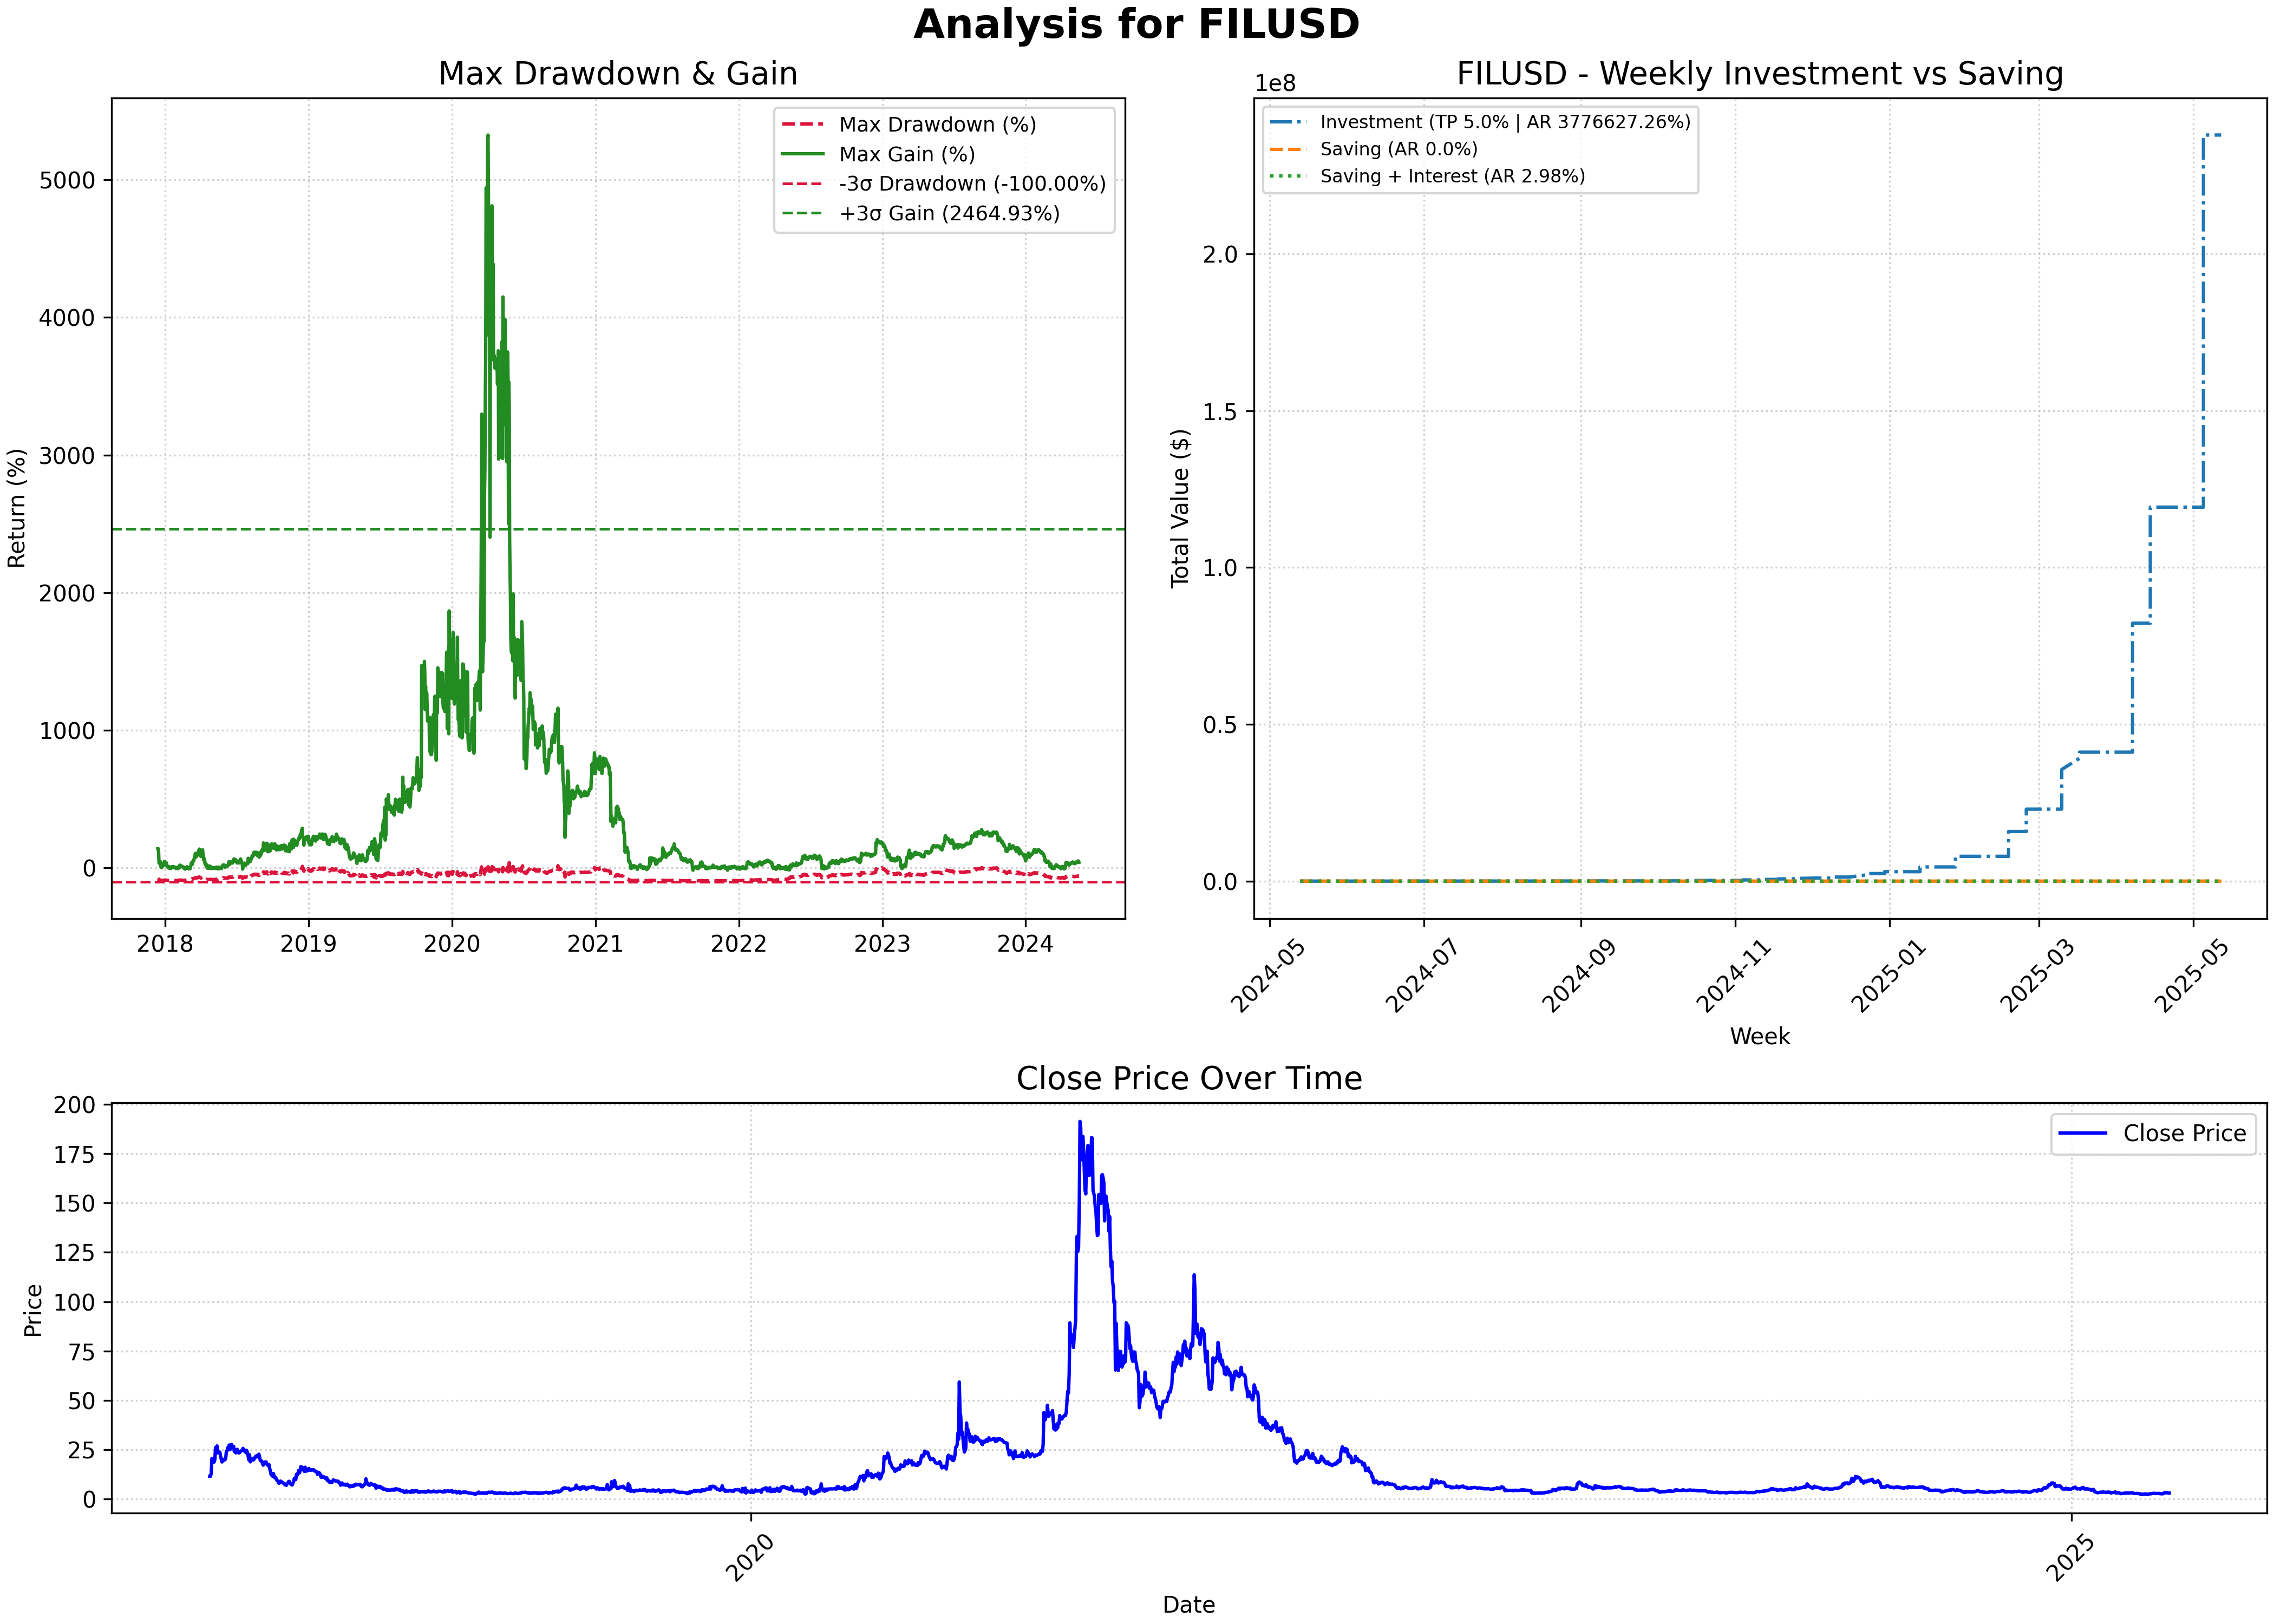 Analysis for FILUSD
Max Drawdown & Gain
Return (%)
5000
4000
3000
2000
1000
0
2018 2019 2020 2021 2022 2023 2024
Max Drawdown (%)
Max Gain (%)
-3σ Drawdown (-100.00%)
+3σ Gain (2464.93%)
FILUSD - Weekly Investment vs Saving
1e8
Total Value ($)
2.0
1.5
1.0
0.5
0.0
2024-05 2024-07 2024-09 2024-11 2025-01 2025-03 2025-05
Week
Investment (TP 5.0% | AR 3776627.26%)
Saving (AR 0.0%)
Saving + Interest (AR 2.98%)
Close Price Over Time
Price
200
175
150
125
100
75
50
25
0
2020 2025
Date
Close Price